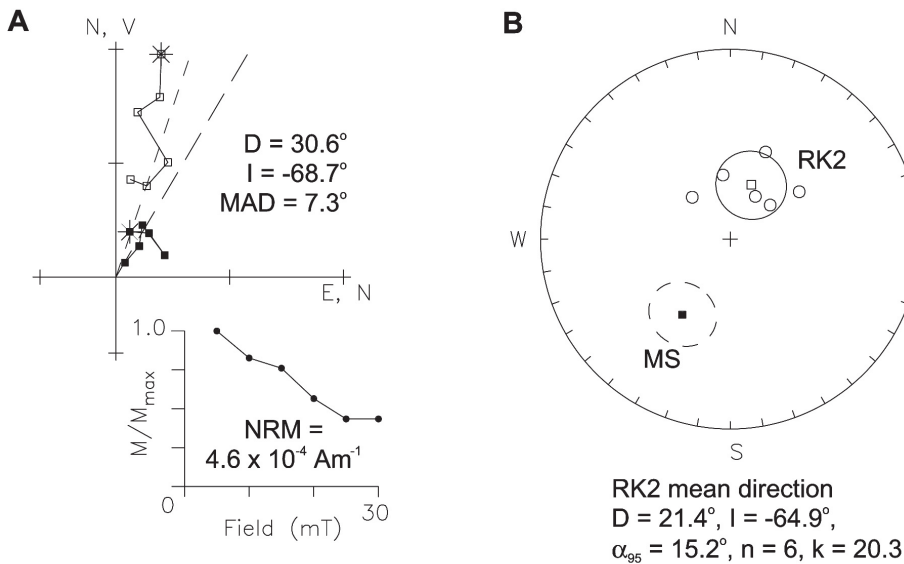 A
N, V
D = 30.6°
I = -68.7°
MAD = 7.3°
E, N
1.0
M/Mmax
NRM =
4.6 x 10⁻⁴ Am⁻¹
0
30
Field (mT)
B
N
RK2
W
MS
S
RK2 mean direction
D = 21.4°, I = -64.9°,
α₉₅ = 15.2°, n = 6, k = 20.3